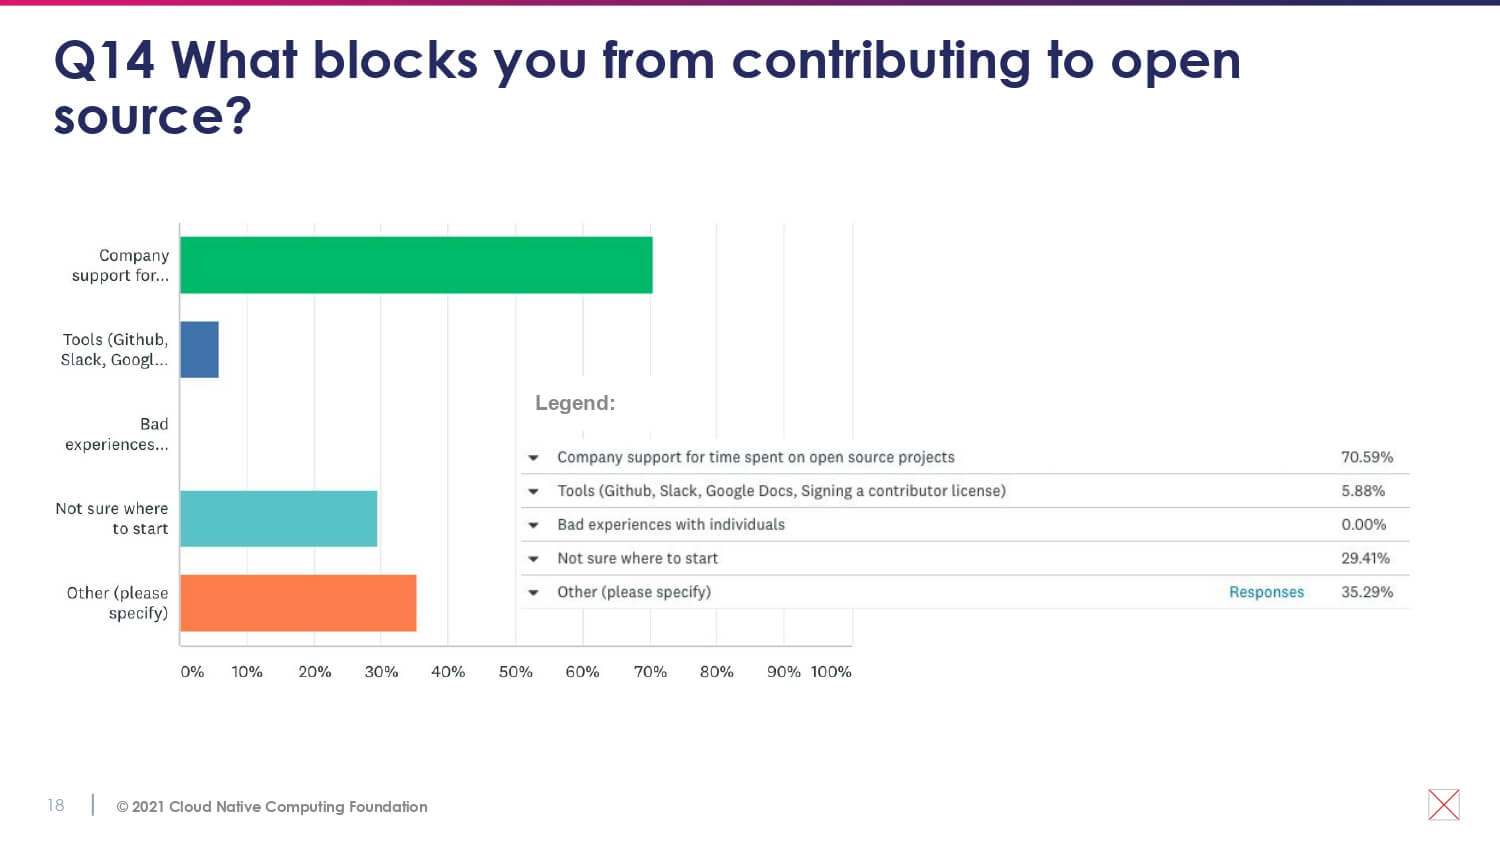 Q14 What blocks you from contributing to open
source?
Company
support for...
Tools (Github,
Slack, Googl...
Bad
experiences...
Not sure where
to start
Other (please
specify)
0% 10% 20% 30% 40% 50% 60% 70% 80% 90% 100%
Legend:
Company support for time spent on open source projects 70.59%
Tools (Github, Slack, Google Docs, Signing a contributor license) 5.88%
Bad experiences with individuals 0.00%
Not sure where to start 29.41%
Other (please specify) Responses 35.29%
18 © 2021 Cloud Native Computing Foundation